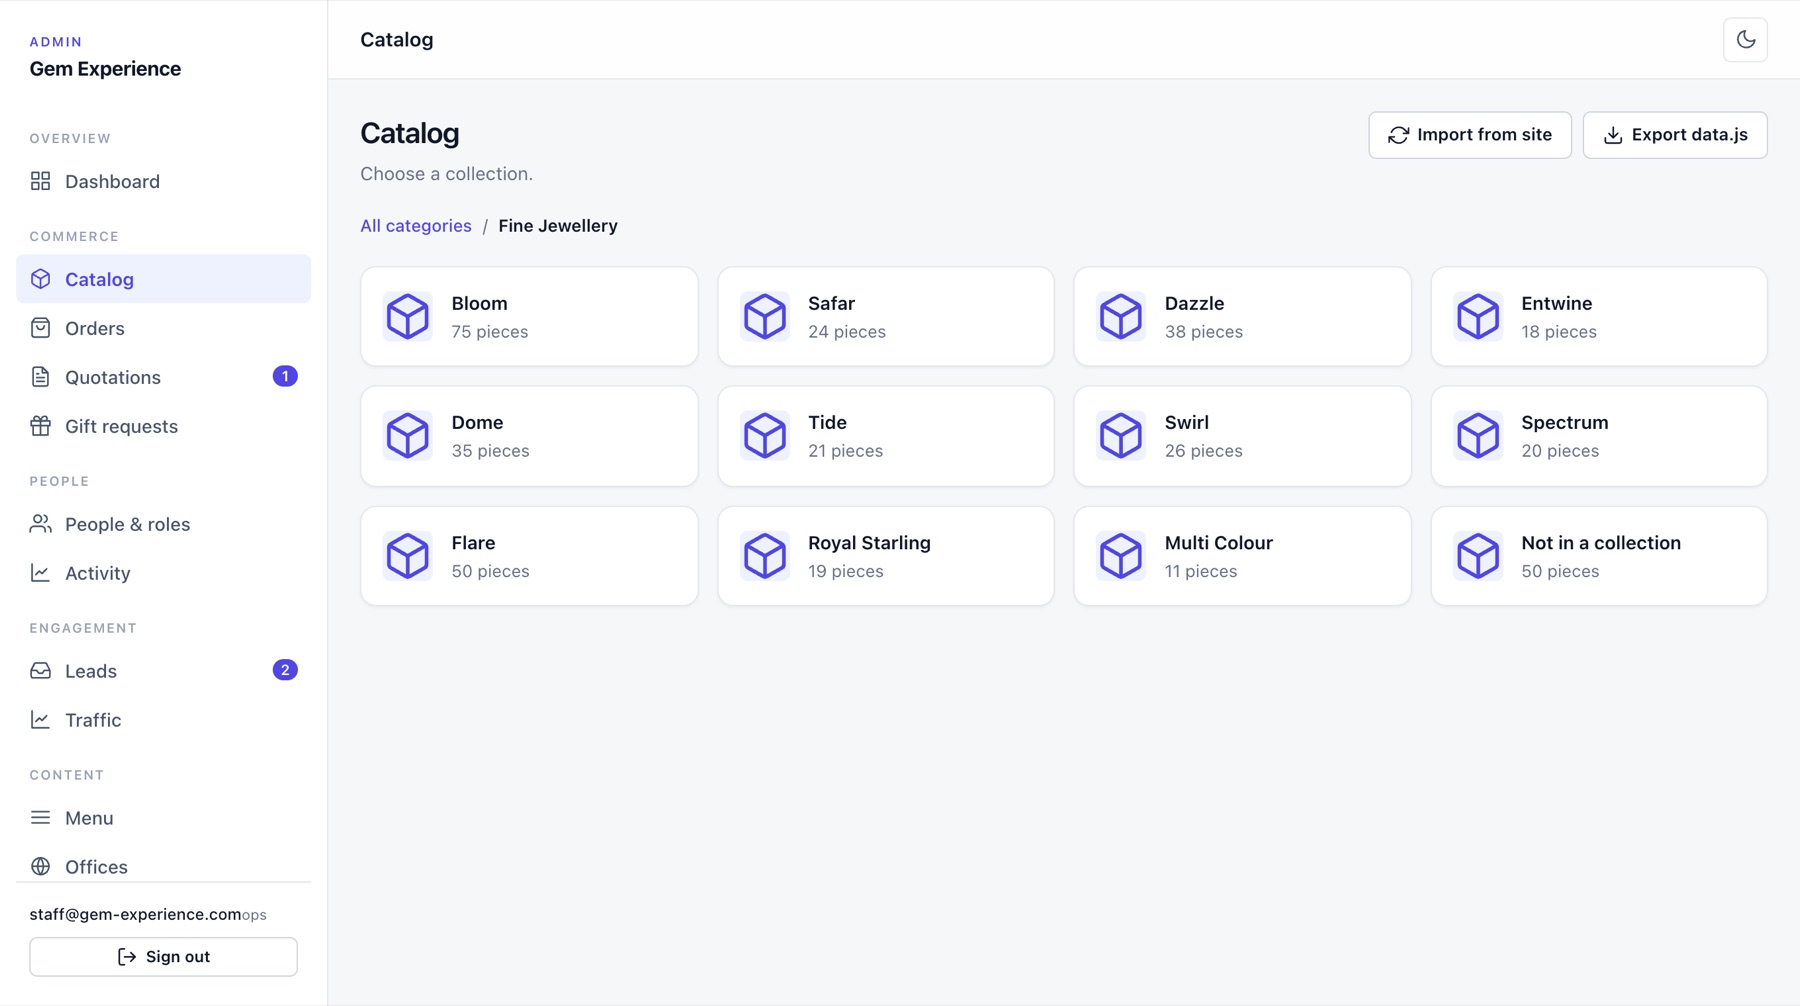 ADMIN
Gem Experience
OVERVIEW
Dashboard
COMMERCE
Catalog
Orders
Quotations 1
Gift requests
PEOPLE
People & roles
Activity
ENGAGEMENT
Leads 2
Traffic
CONTENT
Menu
Offices
staff@gem-experience.comops
Sign out
Catalog
Catalog
Import from site
Export data.js
Choose a collection.
All categories / Fine Jewellery
Bloom
75 pieces
Safar
24 pieces
Dazzle
38 pieces
Entwine
18 pieces
Dome
35 pieces
Tide
21 pieces
Swirl
26 pieces
Spectrum
20 pieces
Flare
50 pieces
Royal Starling
19 pieces
Multi Colour
11 pieces
Not in a collection
50 pieces